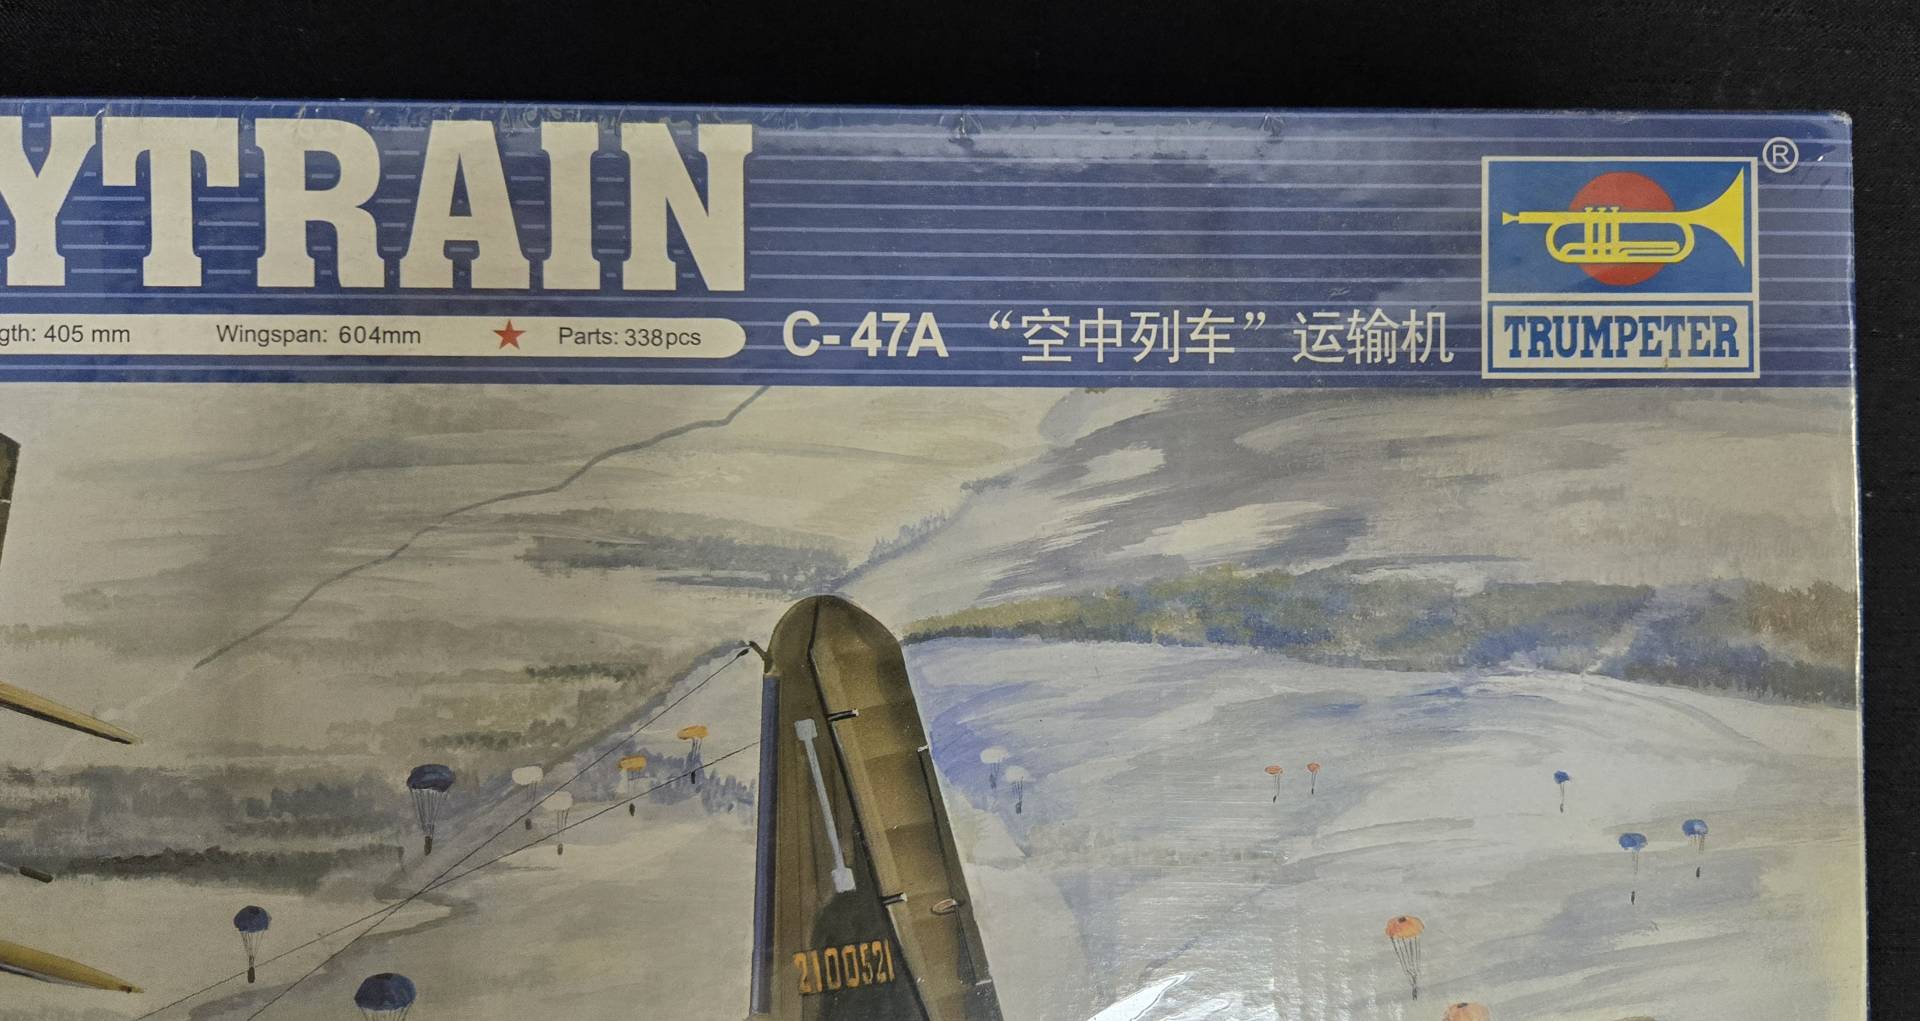 YTRAIN
®
gth: 405 mm Wingspan: 604mm ★ Parts: 338pcs
C-47A “空中列车” 运输机
TRUMPETER
2100521